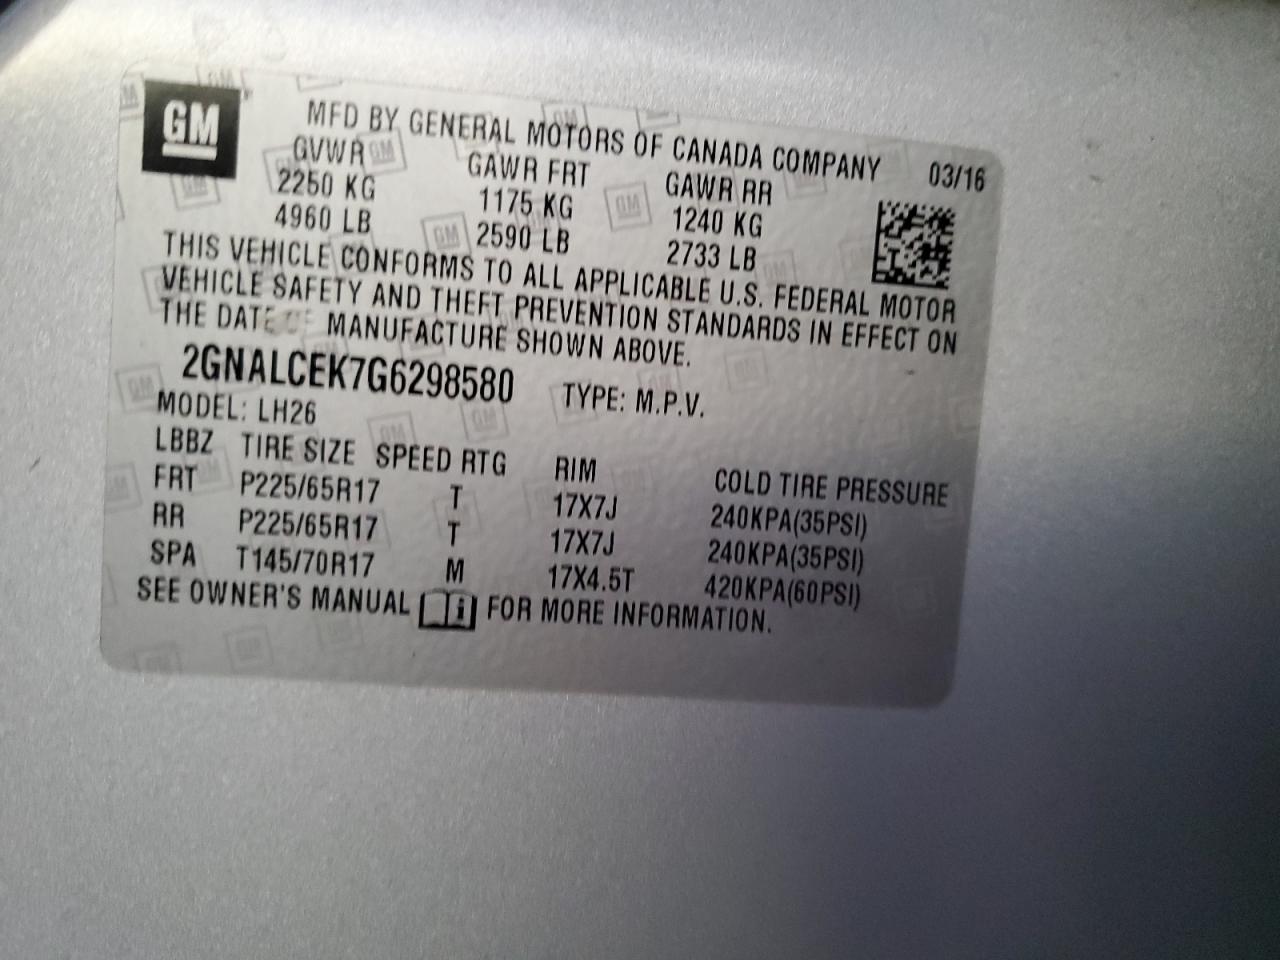 GM
MFD BY GENERAL MOTORS OF CANADA COMPANY 03/16
GVWR GAWR FRT GAWR RR
2250 KG 1175 KG 1240 KG
4960 LB 2590 LB 2733 LB
THIS VEHICLE CONFORMS TO ALL APPLICABLE U.S. FEDERAL MOTOR
VEHICLE SAFETY AND THEFT PREVENTION STANDARDS IN EFFECT ON
THE DATE OF MANUFACTURE SHOWN ABOVE.
2GNALCEK7G6298580 TYPE: M.P.V.
MODEL: LH26
LBBZ TIRE SIZE SPEED RTG RIM COLD TIRE PRESSURE
FRT P225/65R17 T 17X7J 240KPA(35PSI)
RR P225/65R17 T 17X7J 240KPA(35PSI)
SPA T145/70R17 M 17X4.5T 420KPA(60PSI)
SEE OWNER'S MANUAL i FOR MORE INFORMATION.